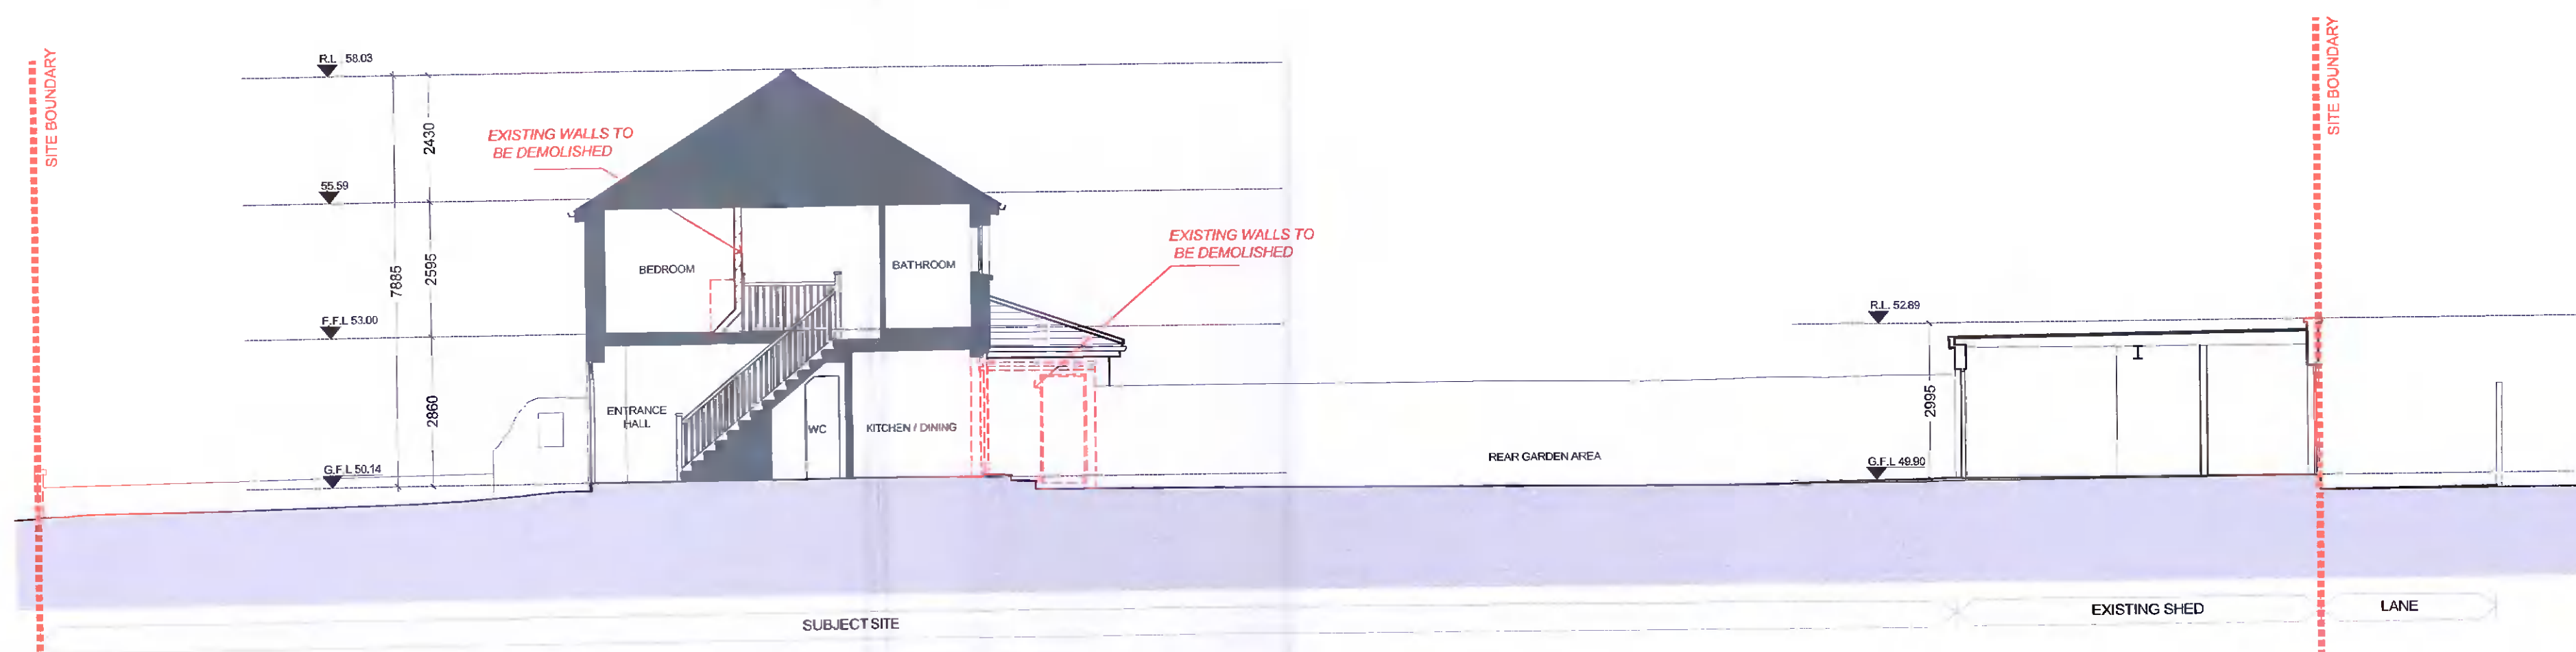 SITE BOUNDARY
R.L 58.03
2430
EXISTING WALLS TO
BE DEMOLISHED
55.59
7885
2595
BEDROOM
BATHROOM
EXISTING WALLS TO
BE DEMOLISHED
F.F.L 53.00
2860
ENTRANCE
HALL
WC
KITCHEN / DINING
G.F.L 50.14
REAR GARDEN AREA
R.L. 52.89
2995
G.F.L 49.90
SITE BOUNDARY
SUBJECT SITE
EXISTING SHED
LANE